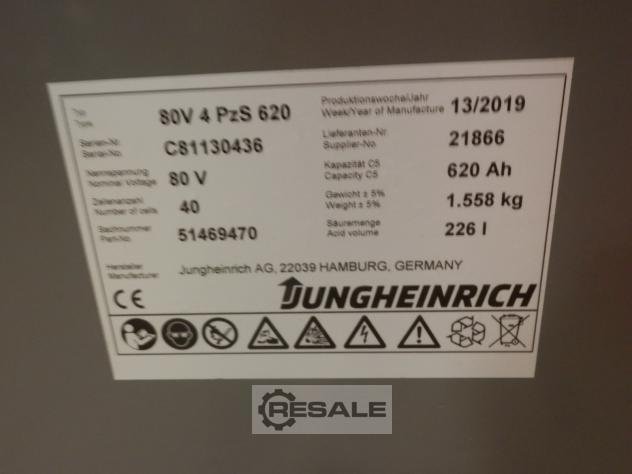 Typ 80V 4 PzS 620 Produktionswoche/Jahr 13/2019
Type Week/Year of Manufacture
Serien-Nr. C81130436 Lieferanten-Nr. 21866
Serial-No. Supplier-No.
Nennspannung 80 V Kapazität C5 620 Ah
Nominal Voltage Capacity C5
Zellenanzahl 40 Gewicht ± 5% 1.558 kg
Number of cells Weight ± 5%
Sachnummer 51469470 Säuremenge 226 l
Part-No. Acid volume
Hersteller Jungheinrich AG, 22039 HAMBURG, GERMANY
Manufacturer
CE JUNGHEINRICH
RESALE